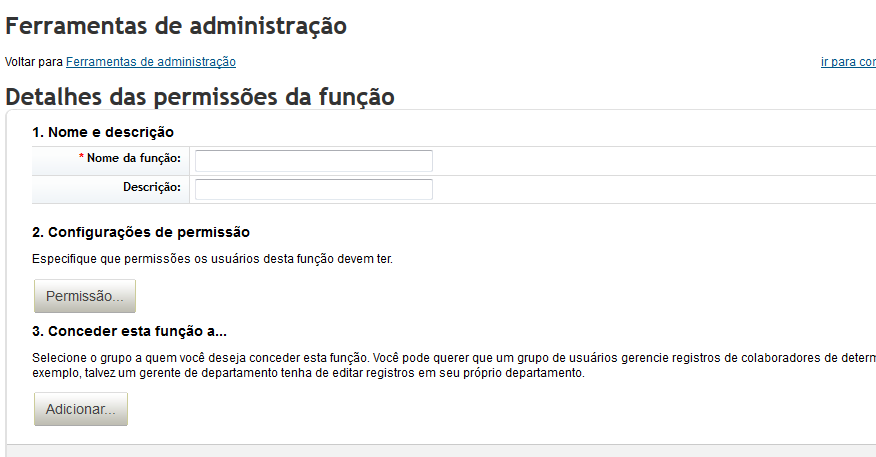 Ferramentas de administração
Voltar para Ferramentas de administração
ir para con
Detalhes das permissões da função
1. Nome e descrição
* Nome da função:
Descrição:
2. Configurações de permissão
Especifique que permissões os usuários desta função devem ter.
Permissão...
3. Conceder esta função a...
Selecione o grupo a quem você deseja conceder esta função. Você pode querer que um grupo de usuários gerencie registros de colaboradores de determ
exemplo, talvez um gerente de departamento tenha de editar registros em seu próprio departamento.
Adicionar...